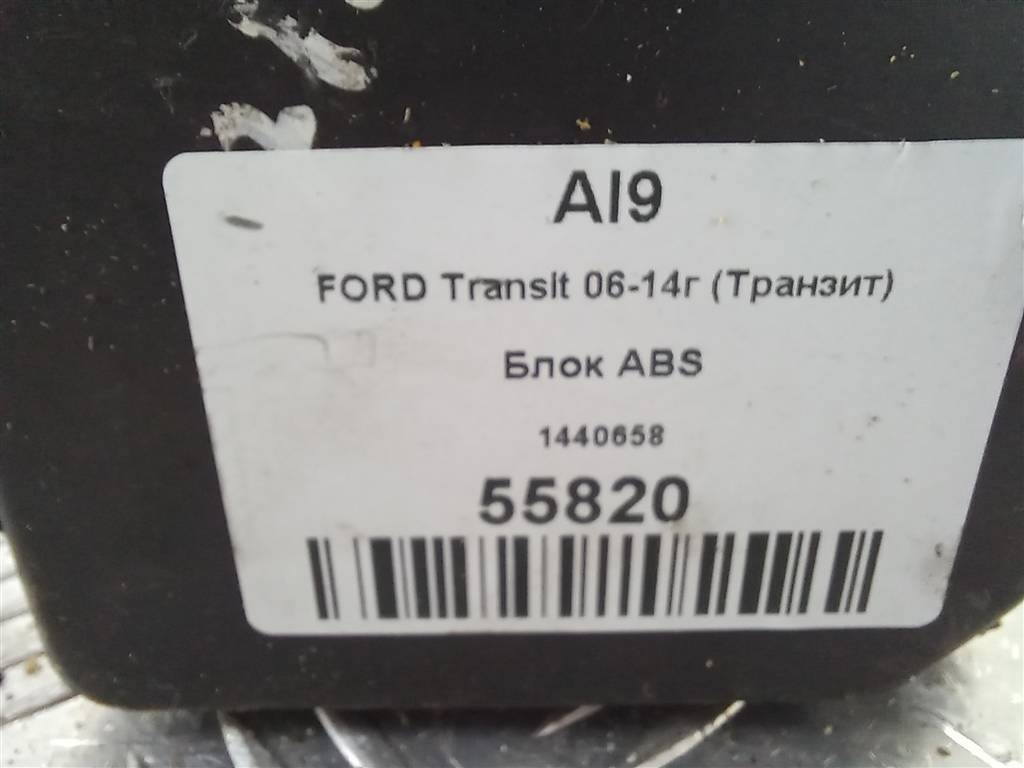 AI9
FORD Transit 06-14г (Транзит)
Блок ABS
1440658
55820